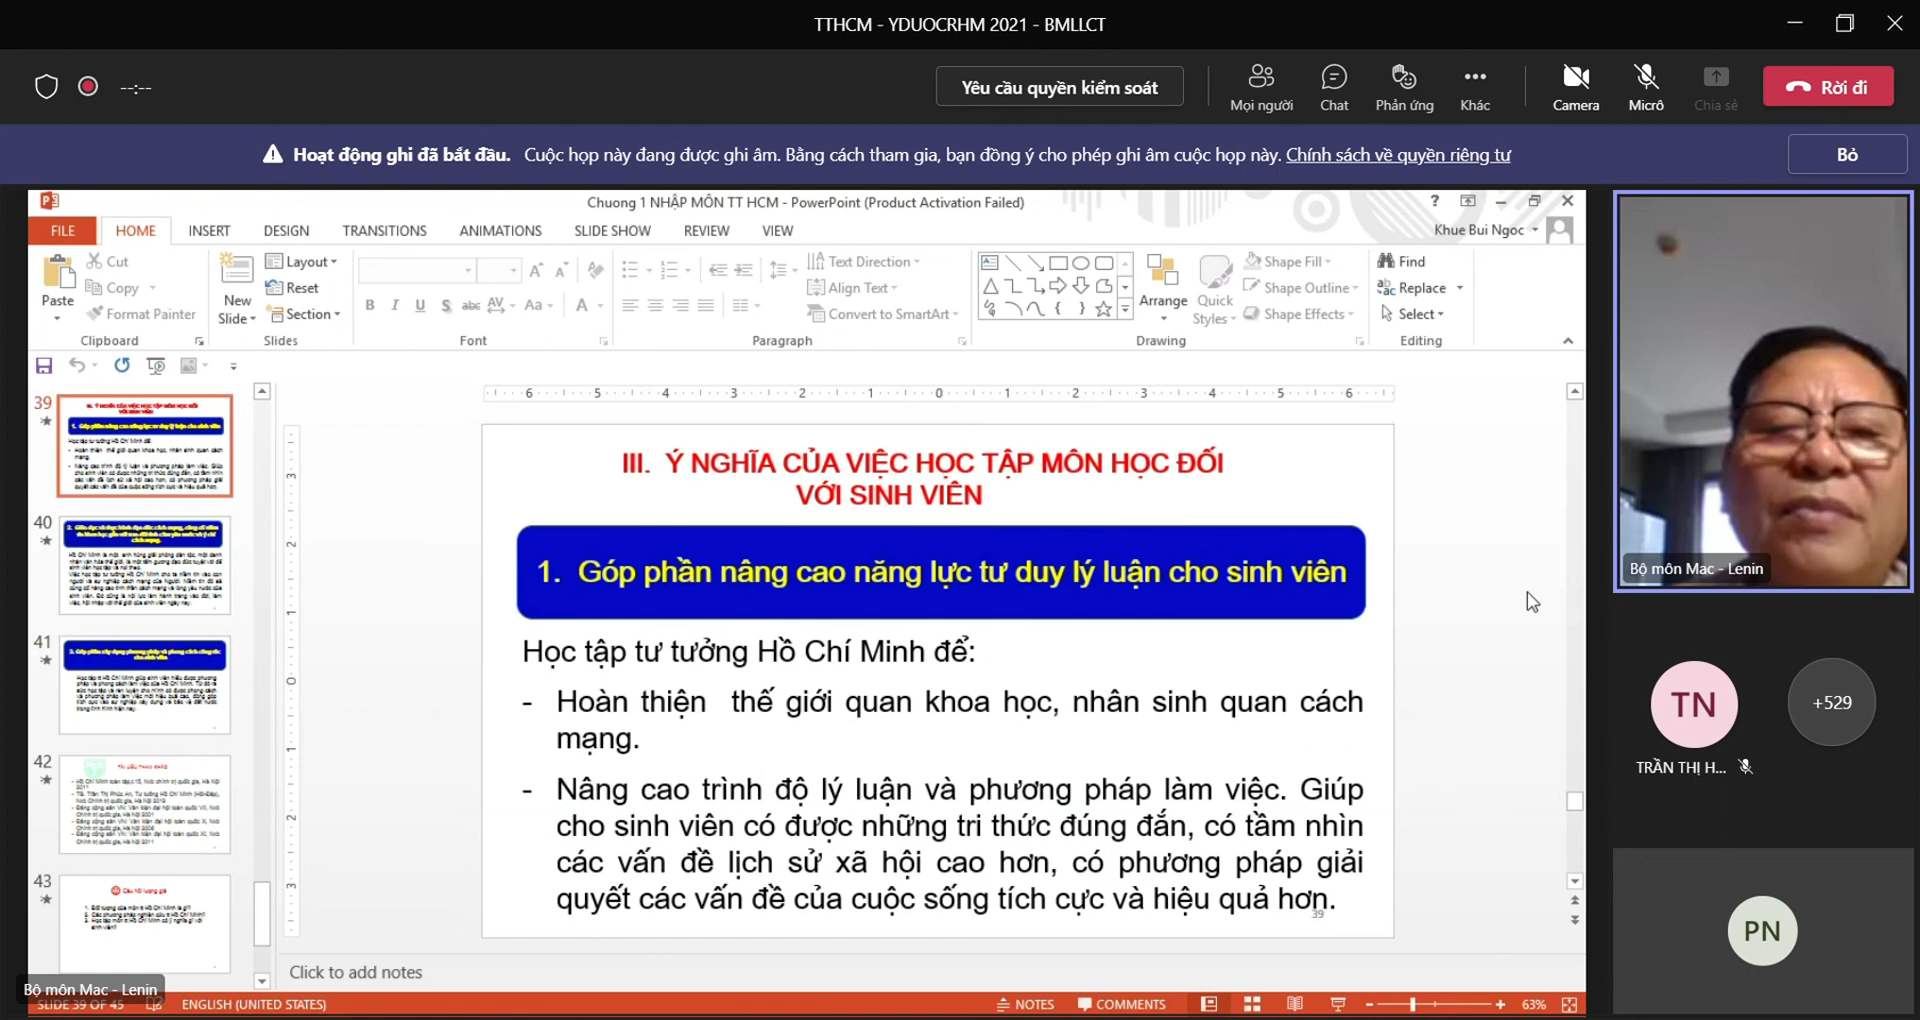 TTHCM - YDUOCRHM 2021 - BMLLCT
--:--
Yêu cầu quyền kiểm soát
Mọi người
Chat
Phản ứng
Khác
Camera
Micrô
Chia sẻ
Rời đi
Hoạt động ghi đã bắt đầu. Cuộc họp này đang được ghi âm. Bằng cách tham gia, bạn đồng ý cho phép ghi âm cuộc họp này. Chính sách về quyền riêng tư
Bỏ
Chuong 1 NHẬP MÔN TT HCM - PowerPoint (Product Activation Failed)
FILE HOME INSERT DESIGN TRANSITIONS ANIMATIONS SLIDE SHOW REVIEW VIEW
Khue Bui Ngoc
Paste
Cut
Copy
Format Painter
Clipboard
New Slide
Layout
Reset
Section
Slides
Font
Paragraph
Text Direction
Align Text
Convert to SmartArt
Arrange
Quick Styles
Shape Fill
Shape Outline
Shape Effects
Drawing
Find
Replace
Select
Editing
39
40
41
42
43
III. Ý NGHĨA CỦA VIỆC HỌC TẬP MÔN HỌC ĐỐI
VỚI SINH VIÊN
1. Góp phần nâng cao năng lực tư duy lý luận cho sinh viên
Học tập tư tưởng Hồ Chí Minh để:
- Hoàn thiện thế giới quan khoa học, nhân sinh quan cách
mạng.
- Nâng cao trình độ lý luận và phương pháp làm việc. Giúp
cho sinh viên có được những tri thức đúng đắn, có tầm nhìn
các vấn đề lịch sử xã hội cao hơn, có phương pháp giải
quyết các vấn đề của cuộc sống tích cực và hiệu quả hơn.
39
Click to add notes
Bộ môn Mac - Lenin
SLIDE 39 OF 45
ENGLISH (UNITED STATES)
NOTES
COMMENTS
63%
Bộ môn Mac - Lenin
TN
+529
TRẦN THỊ H...
PN